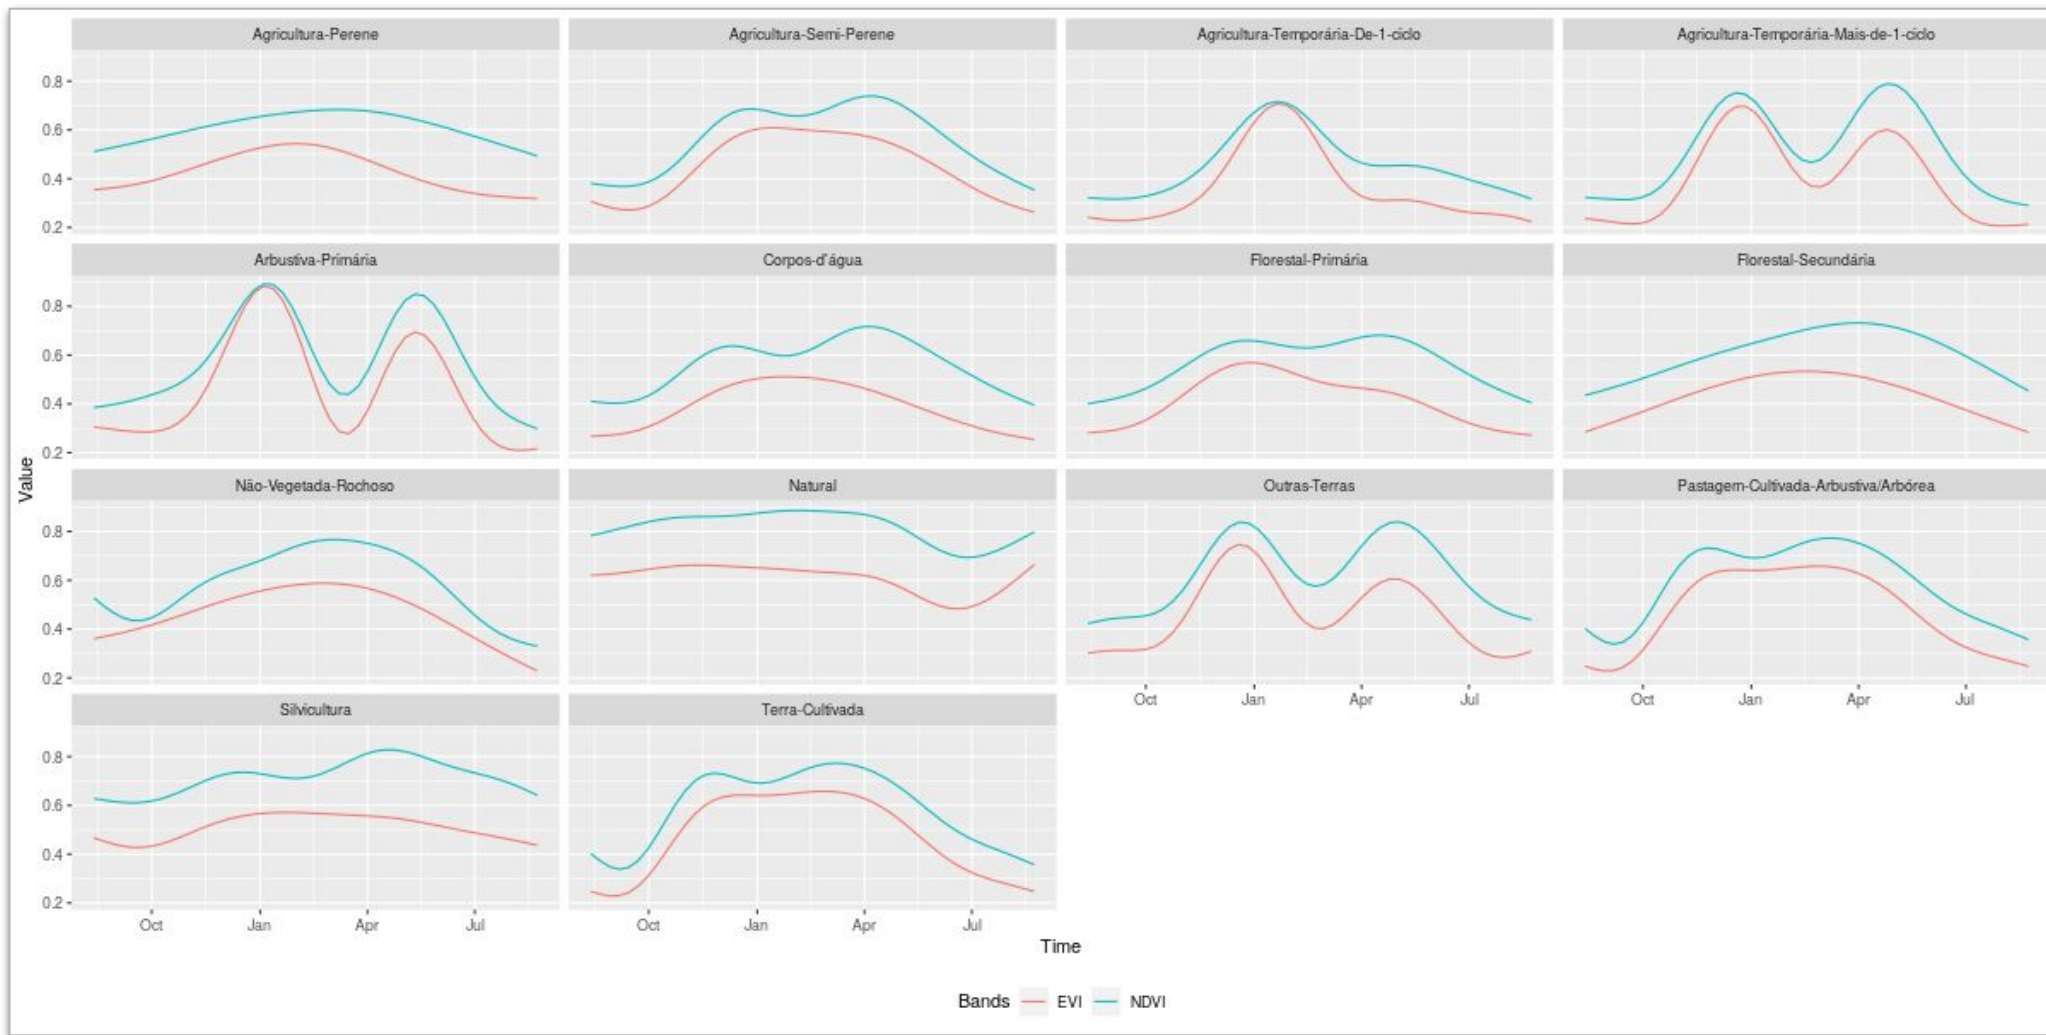 Agricultura-Perene
Agricultura-Semi-Perene
Agricultura-Temporária-De-1-ciclo
Agricultura-Temporária-Mais-de-1-ciclo
0.8
0.6
0.4
0.2
Arbustiva-Primária
Corpos-d'água
Florestal-Primária
Florestal-Secundária
0.8
0.6
0.4
0.2
Value
Não-Vegetada-Rochoso
Natural
Outras-Terras
Pastagem-Cultivada-Arbustiva/Arbórea
0.8
0.6
0.4
0.2
Oct Jan Apr Jul
Oct Jan Apr Jul
Silvicultura
Terra-Cultivada
0.8
0.6
0.4
0.2
Oct Jan Apr Jul
Oct Jan Apr Jul
Time
Bands EVI NDVI